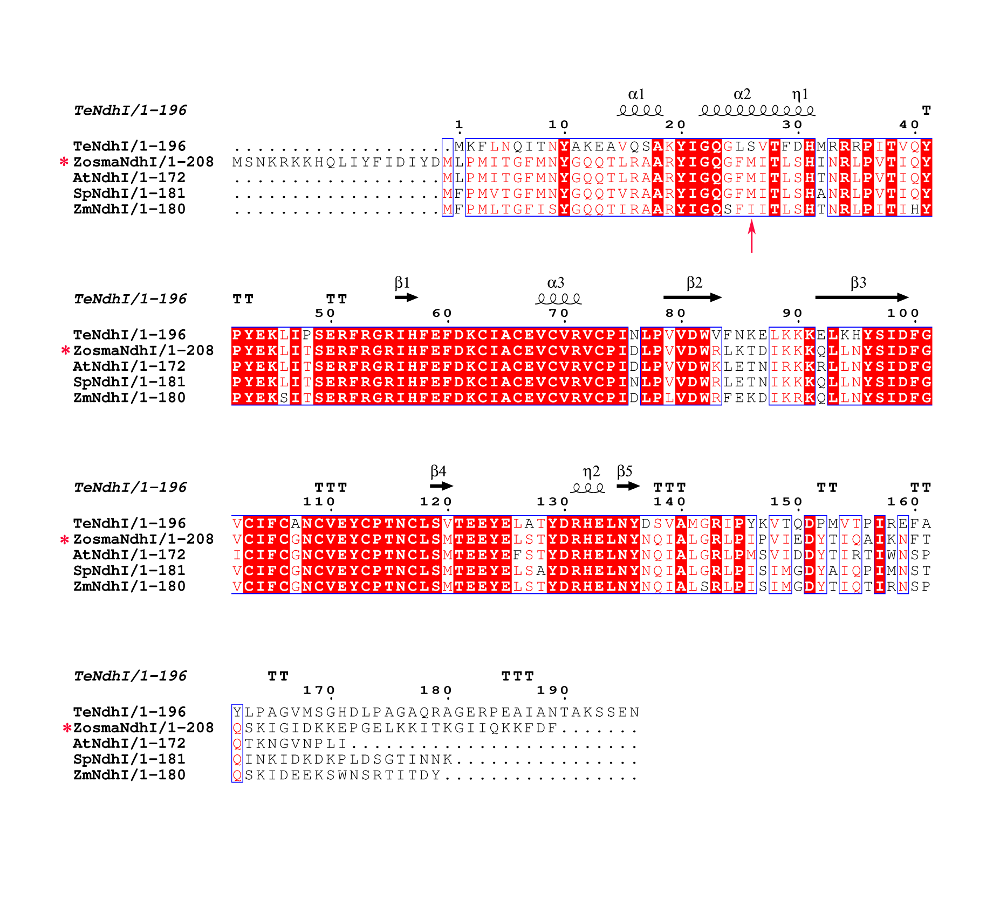 α1 α2 η1
TeNdhI/1-196 T
1 10 20 30 40
TeNdhI/1-196 ...................MKFLNQITNYAKEAVQSAKYIGQGLSVTFDHMRRRPITVQY
* ZosmaNdhI/1-208 MSNKRKKHQLIYFIDIYDMLPMITGFMNYGQQTLRAARYIGQGFMITLSHINRLPVTIQY
AtNdhI/1-172 ..................MLPMITGFMNYGQQTLRAARYIGQGFMITLSHTNRLPVTIQY
SpNdhI/1-181 ..................MFPMVTGFMNYGQQTVRAARYIGQGFMITLSHANRLPVTIQY
ZmNdhI/1-180 ..................MFPMLTGFISYGQQTIRAARYIGQSFIITLSHTNRLPITIHY
β1 α3 β2 β3
TeNdhI/1-196 TT TT
50 60 70 80 90 100
TeNdhI/1-196 PYEKLIPSERFRGRIHFEFDKCIACEVCVRVCPINLPVVDWVFNKELKKKELKHYSIDFG
* ZosmaNdhI/1-208 PYEKLITSERFRGRIHFEFDKCIACEVCVRVCPIDLPVVDWRLKTDIKKKQLLNYSIDFG
AtNdhI/1-172 PYEKLITSERFRGRIHFEFDKCIACEVCVRVCPIDLPVVDWKLETNIRKKRLLNYSIDFG
SpNdhI/1-181 PYEKLITSERFRGRIHFEFDKCIACEVCVRVCPINLPVVDWRLETNIKKKQLLNYSIDFG
ZmNdhI/1-180 PYEKSITSERFRGRIHFEFDKCIACEVCVRVCPIDLPLVDWRFEKDIKRKQLLNYSIDFG
β4 η2 β5
TeNdhI/1-196 TTT TTT TT TT
110 120 130 140 150 160
TeNdhI/1-196 VCIFCANCVEYCPTNCLSVTEEYELATYDRHELNYDSVAMGRIPYKVTQDPMVTPIREFA
* ZosmaNdhI/1-208 VCIFCGNCVEYCPTNCLSMTEEYELSTYDRHELNYNQIALGRLPIPVIEDYTIQAIKNFT
AtNdhI/1-172 ICIFCGNCVEYCPTNCLSMTEEYEFSTYDRHELNYNQIALGRLPMSVIDDYTIRTIWNSP
SpNdhI/1-181 VCIFCGNCVEYCPTNCLSMTEEYELSAYDRHELNYNQIALGRLPISIMGDYAIQPIMNST
ZmNdhI/1-180 VCIFCGNCVEYCPTNCLSMTEEYELSTYDRHELNYNQIALSRLPISIMGDYTIQTIRNSP
TeNdhI/1-196 TT TTT
170 180 190
TeNdhI/1-196 YLPAGVMSGHDLPAGAQRAGERPEAIANTAKSSEN
* ZosmaNdhI/1-208 QSKIGIDKKEPGELKKITKGIIQKKFDF.......
AtNdhI/1-172 QTKNGVNPLI.........................
SpNdhI/1-181 QINKIDKDKPLDSGTINNK................
ZmNdhI/1-180 QSKIDEEKSWNSRTITDY.................